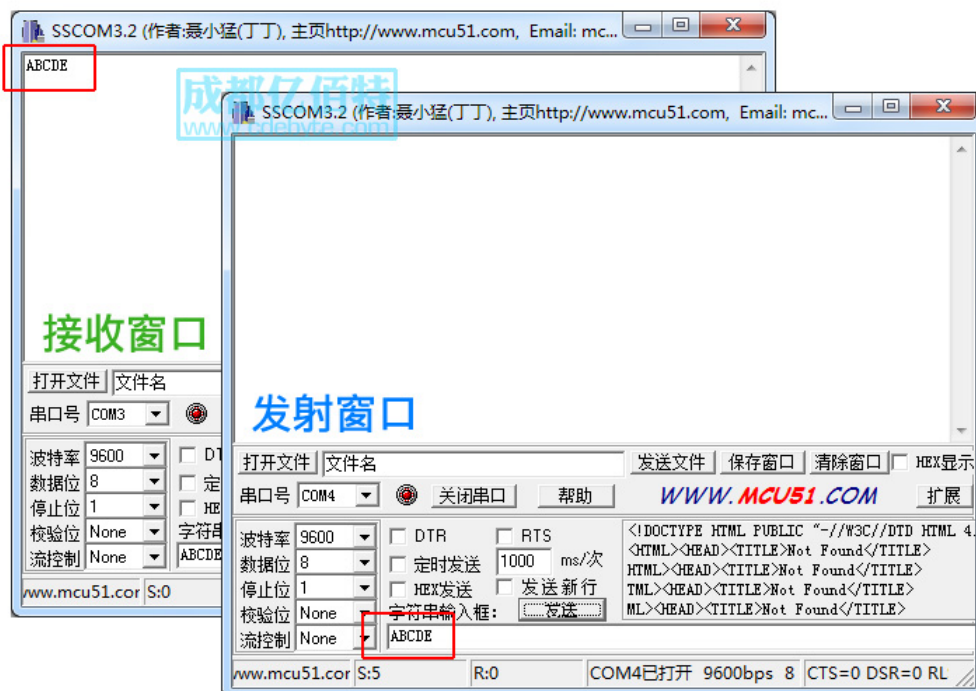 SSCOM3.2 (作者:聂小猛(丁丁), 主页http://www.mcu51.com, Email: mc...
ABCDE
成都亿佰特
www.cdebyte.com
接收窗口
打开文件 文件名
串口号 COM3
波特率 9600 DT
数据位 8 定
停止位 1 HE
校验位 None 字符串
流控制 None ABCDE
www.mcu51.cor S:0
SSCOM3.2 (作者:聂小猛(丁丁), 主页http://www.mcu51.com, Email: mc...
发射窗口
打开文件 文件名 发送文件 保存窗口 清除窗口 HEX显示
串口号 COM4 关闭串口 帮助 WWW.MCU51.COM 扩展
波特率 9600 DTR RTS
数据位 8 定时发送 1000 ms/次
停止位 1 HEX发送 发送新行
校验位 None 字符串输入框: 发送
流控制 None ABCDE
<!DOCTYPE HTML PUBLIC "-//W3C//DTD HTML 4.
<HTML><HEAD><TITLE>Not Found</TITLE>
HTML><HEAD><TITLE>Not Found</TITLE>
TML><HEAD><TITLE>Not Found</TITLE>
ML><HEAD><TITLE>Not Found</TITLE>
www.mcu51.cor S:5 R:0 COM4已打开 9600bps 8 CTS=0 DSR=0 RL